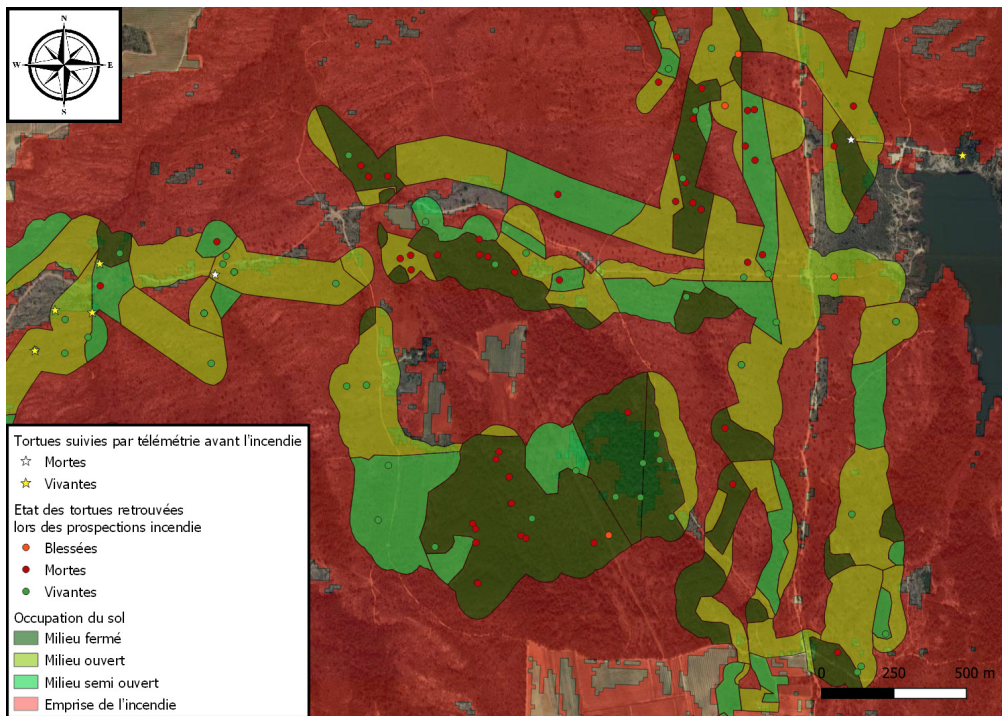 N
W
E
S
Tortues suivies par télémétrie avant l'incendie
Mortes
Vivantes
Etat des tortues retrouvées
lors des prospections incendie
Blessées
Mortes
Vivantes
Occupation du sol
Milieu fermé
Milieu ouvert
Milieu semi ouvert
Emprise de l'incendie
0 250 500 m